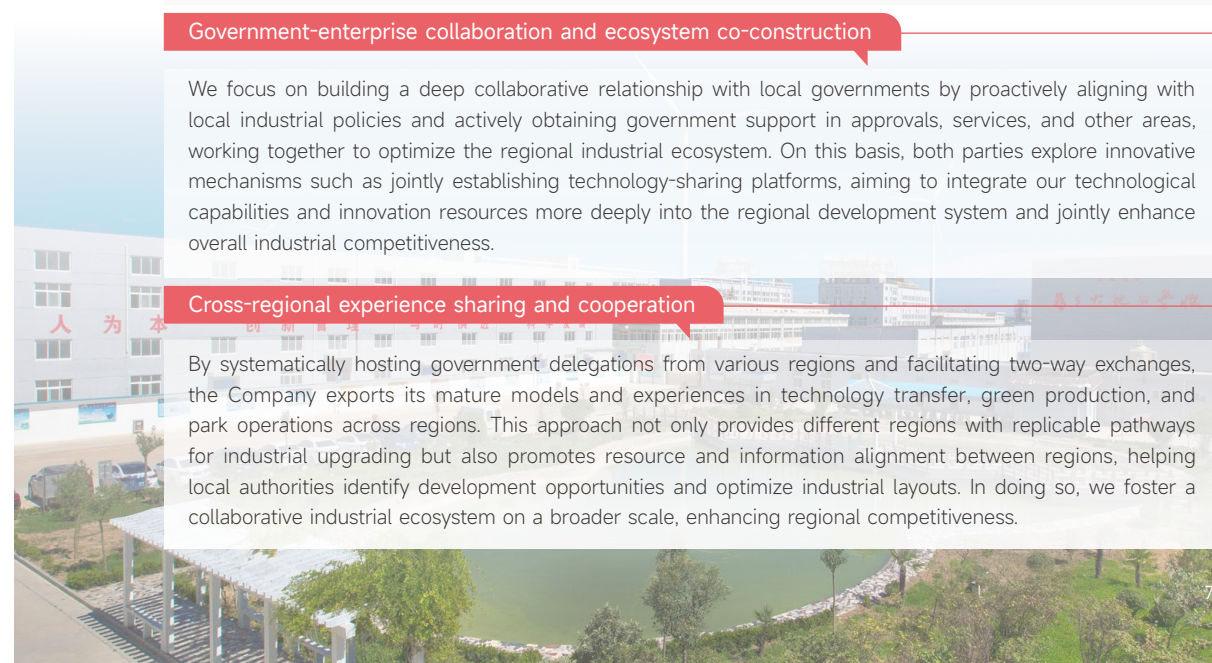 Government-enterprise collaboration and ecosystem co-construction
We focus on building a deep collaborative relationship with local governments by proactively aligning with
local industrial policies and actively obtaining government support in approvals, services, and other areas,
working together to optimize the regional industrial ecosystem. On this basis, both parties explore innovative
mechanisms such as jointly establishing technology-sharing platforms, aiming to integrate our technological
capabilities and innovation resources more deeply into the regional development system and jointly enhance
overall industrial competitiveness.
Cross-regional experience sharing and cooperation
人为本 创新管理
By systematically hosting government delegations from various regions and facilitating two-way exchanges,
the Company exports its mature models and experiences in technology transfer, green production, and
park operations across regions. This approach not only provides different regions with replicable pathways
for industrial upgrading but also promotes resource and information alignment between regions, helping
local authorities identify development opportunities and optimize industrial layouts. In doing so, we foster a
collaborative industrial ecosystem on a broader scale, enhancing regional competitiveness.
7